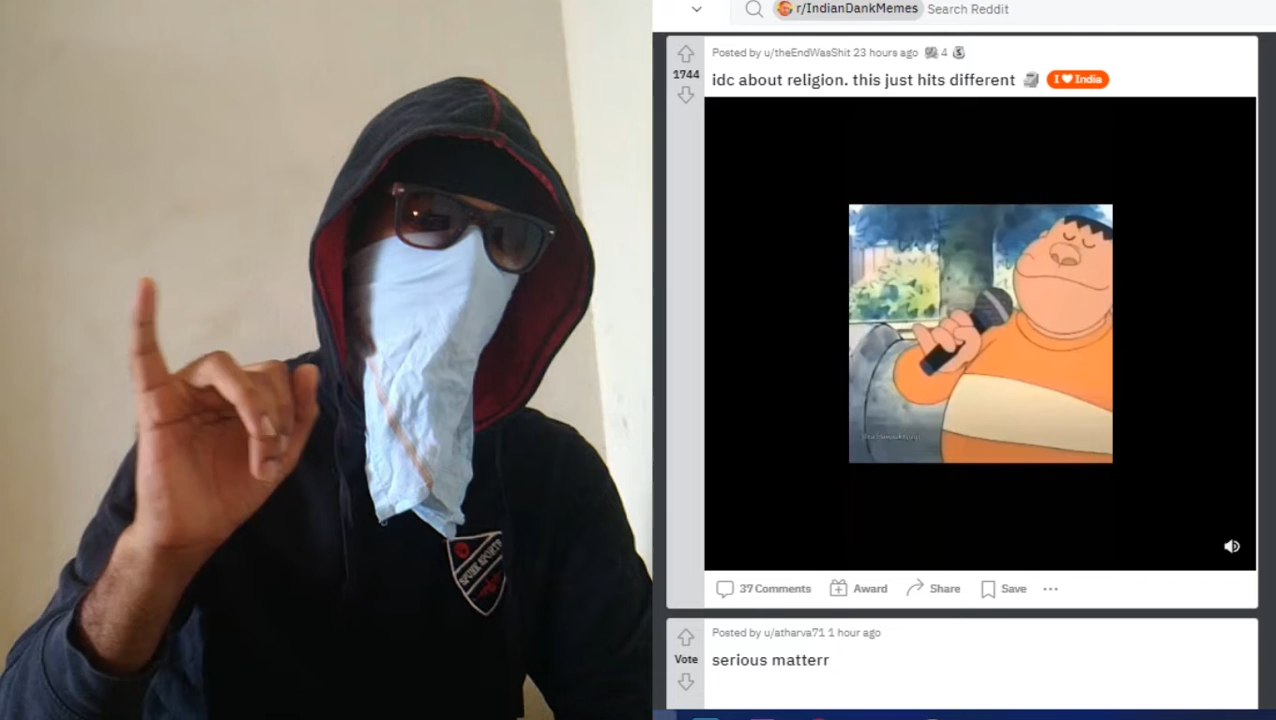 r/IndianDankMemes Search Reddit
Posted by u/theEndWasShit 23 hours ago 4
1744
idc about religion. this just hits different I ❤ India
SPORTS
37 Comments Award Share Save ...
Posted by u/atharva71 1 hour ago
Vote
serious matterr